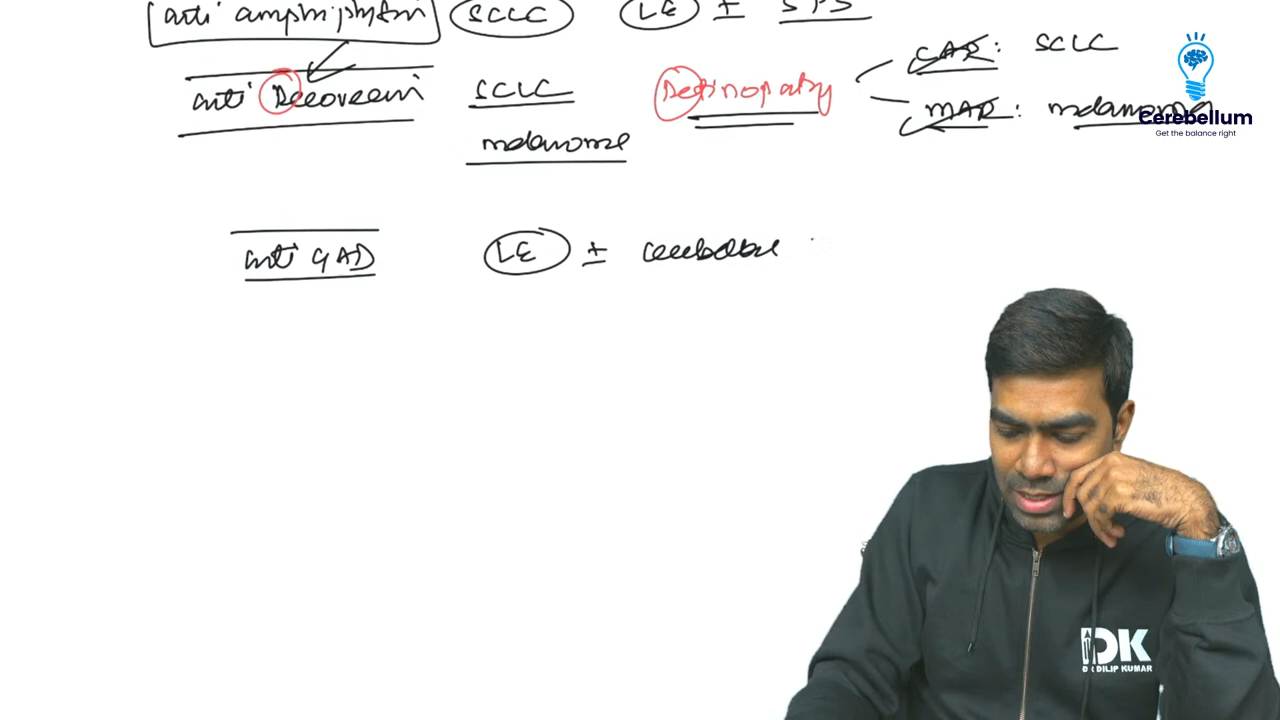 anti amphiphysin SCLC LE ± SPS
anti Recoverin SCLC Retinopathy CAR: SCLC
melanoma MAR: melanoma
anti GAD LE ± cerebellar
Cerebellum
Get the balance right
DK
DR DILIP KUMAR